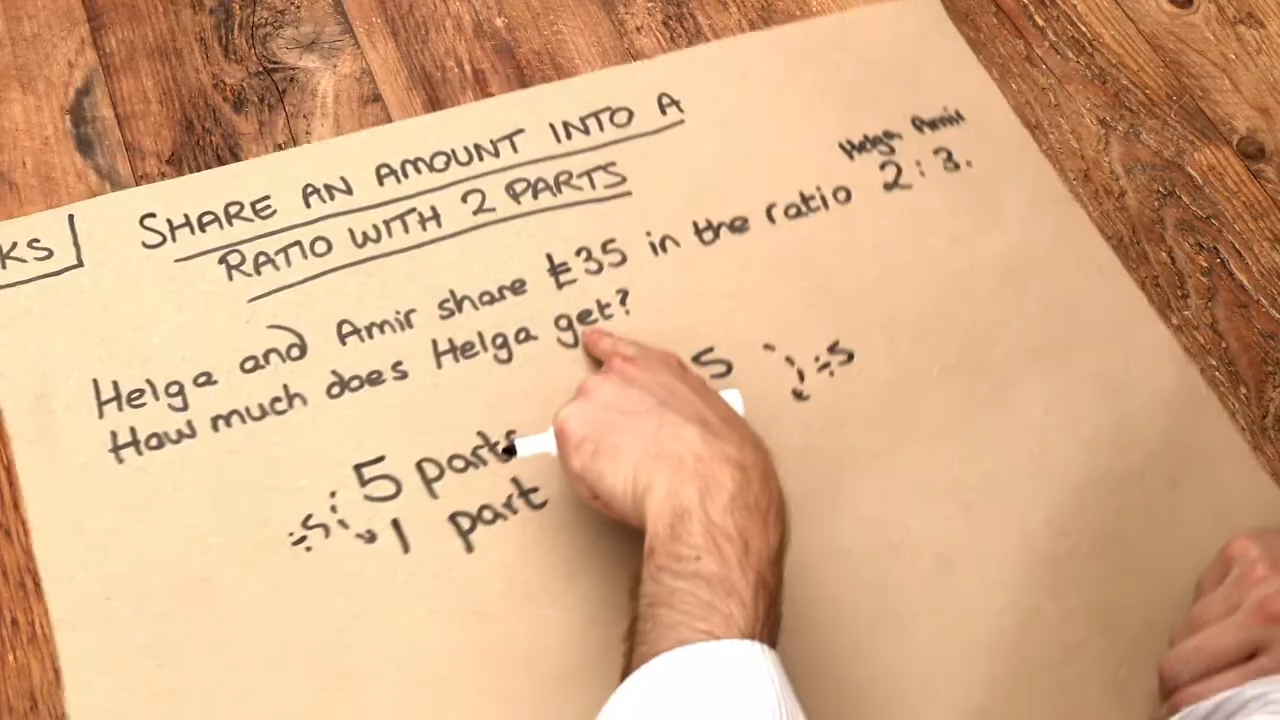 KS
SHARE AN AMOUNT INTO A
RATIO WITH 2 PARTS
Helga Amir
Helga and Amir share £35 in the ratio 2:3.
How much does Helga get?
5 parts 5 ÷5
÷5 1 part